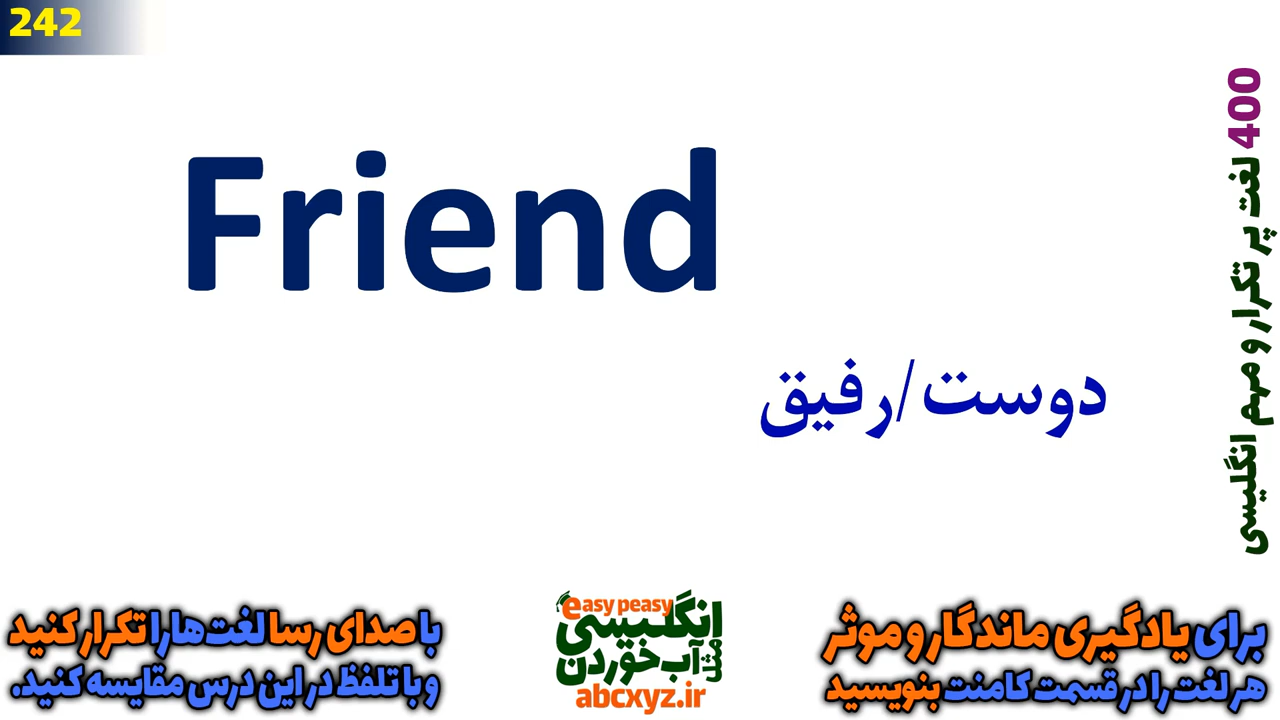 242
Friend
دوست/رفیق
400 لغت پر تکرار و مهم انگلیسی
با صدای رسا لغت‌ها را تکرار کنید
و با تلفظ در این درس مقایسه کنید.
easy peasy
انگلیسی
مثل آب خوردن
abcxyz.ir
برای یادگیری ماندگار و موثر
هر لغت را در قسمت کامنت بنویسید